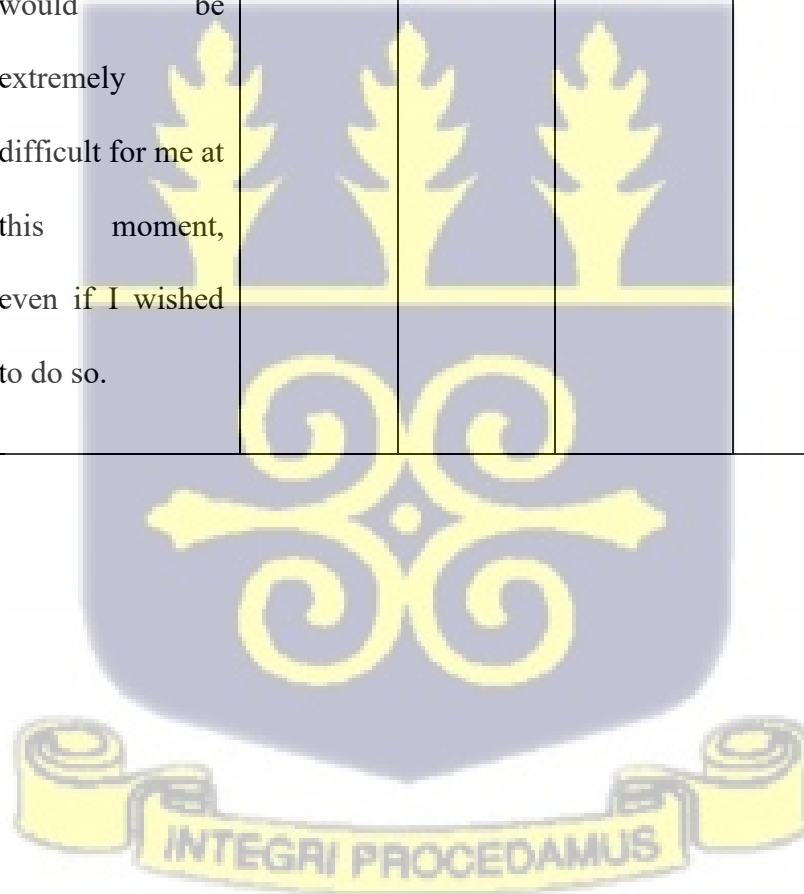 would be
extremely
difficult for me at
this moment,
even if I wished
to do so.
INTEGRI PROCEDAMUS